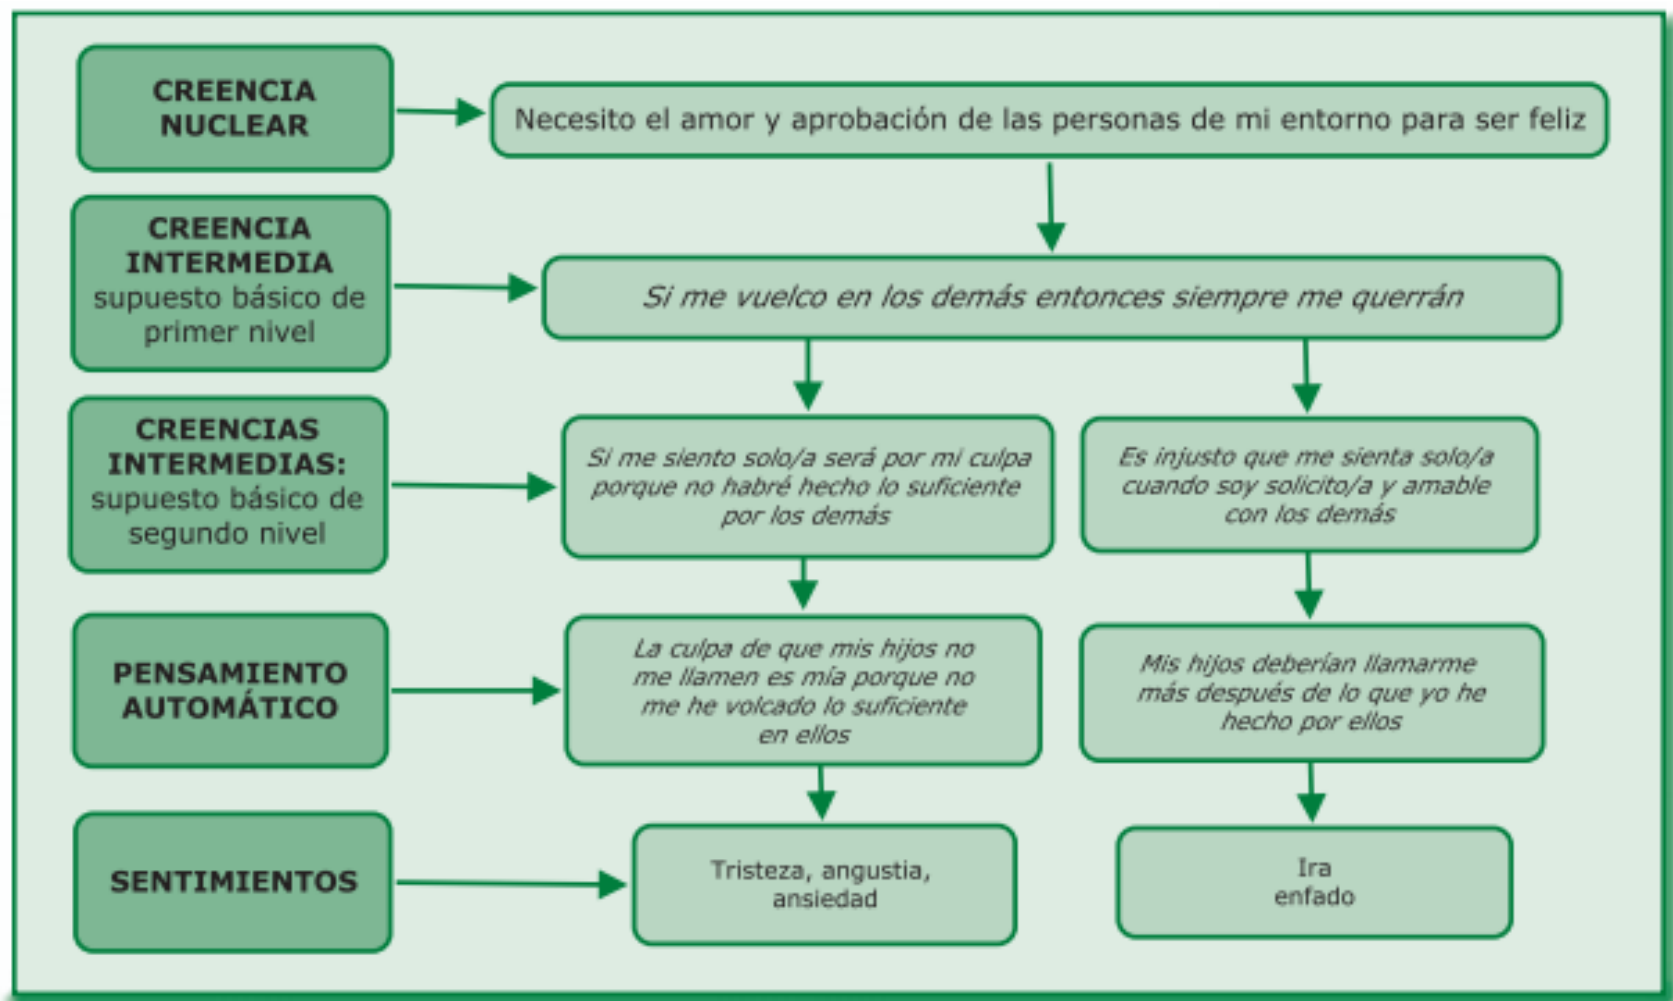 CREENCIA
NUCLEAR
Necesito el amor y aprobación de las personas de mi entorno para ser feliz
CREENCIA
INTERMEDIA
supuesto básico de
primer nivel
Si me vuelco en los demás entonces siempre me querrán
CREENCIAS
INTERMEDIAS:
supuesto básico de
segundo nivel
Si me siento solo/a será por mi culpa
porque no habré hecho lo suficiente
por los demás
Es injusto que me sienta solo/a
cuando soy solicito/a y amable
con los demás
PENSAMIENTO
AUTOMÁTICO
La culpa de que mis hijos no
me llamen es mía porque no
me he volcado lo suficiente
en ellos
Mis hijos deberían llamarme
más después de lo que yo he
hecho por ellos
SENTIMIENTOS
Tristeza, angustia,
ansiedad
Ira
enfado